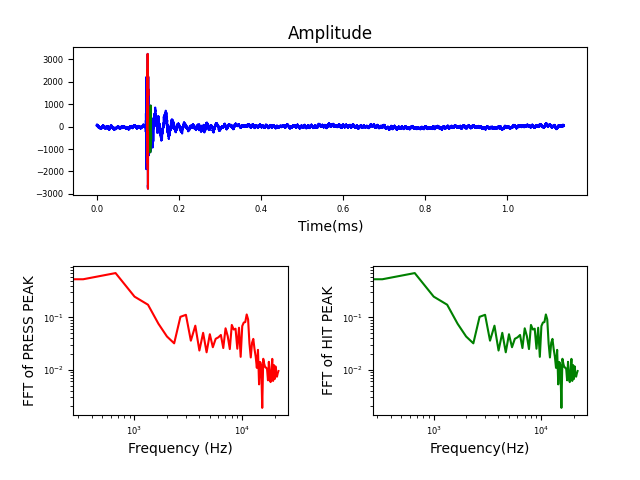 Amplitude
3000
2000
1000
0
−1000
−2000
−3000
0.0 0.2 0.4 0.6 0.8 1.0
Time(ms)
FFT of PRESS PEAK
10⁻¹
10⁻²
10³ 10⁴
Frequency (Hz)
FFT of HIT PEAK
10⁻¹
10⁻²
10³ 10⁴
Frequency(Hz)